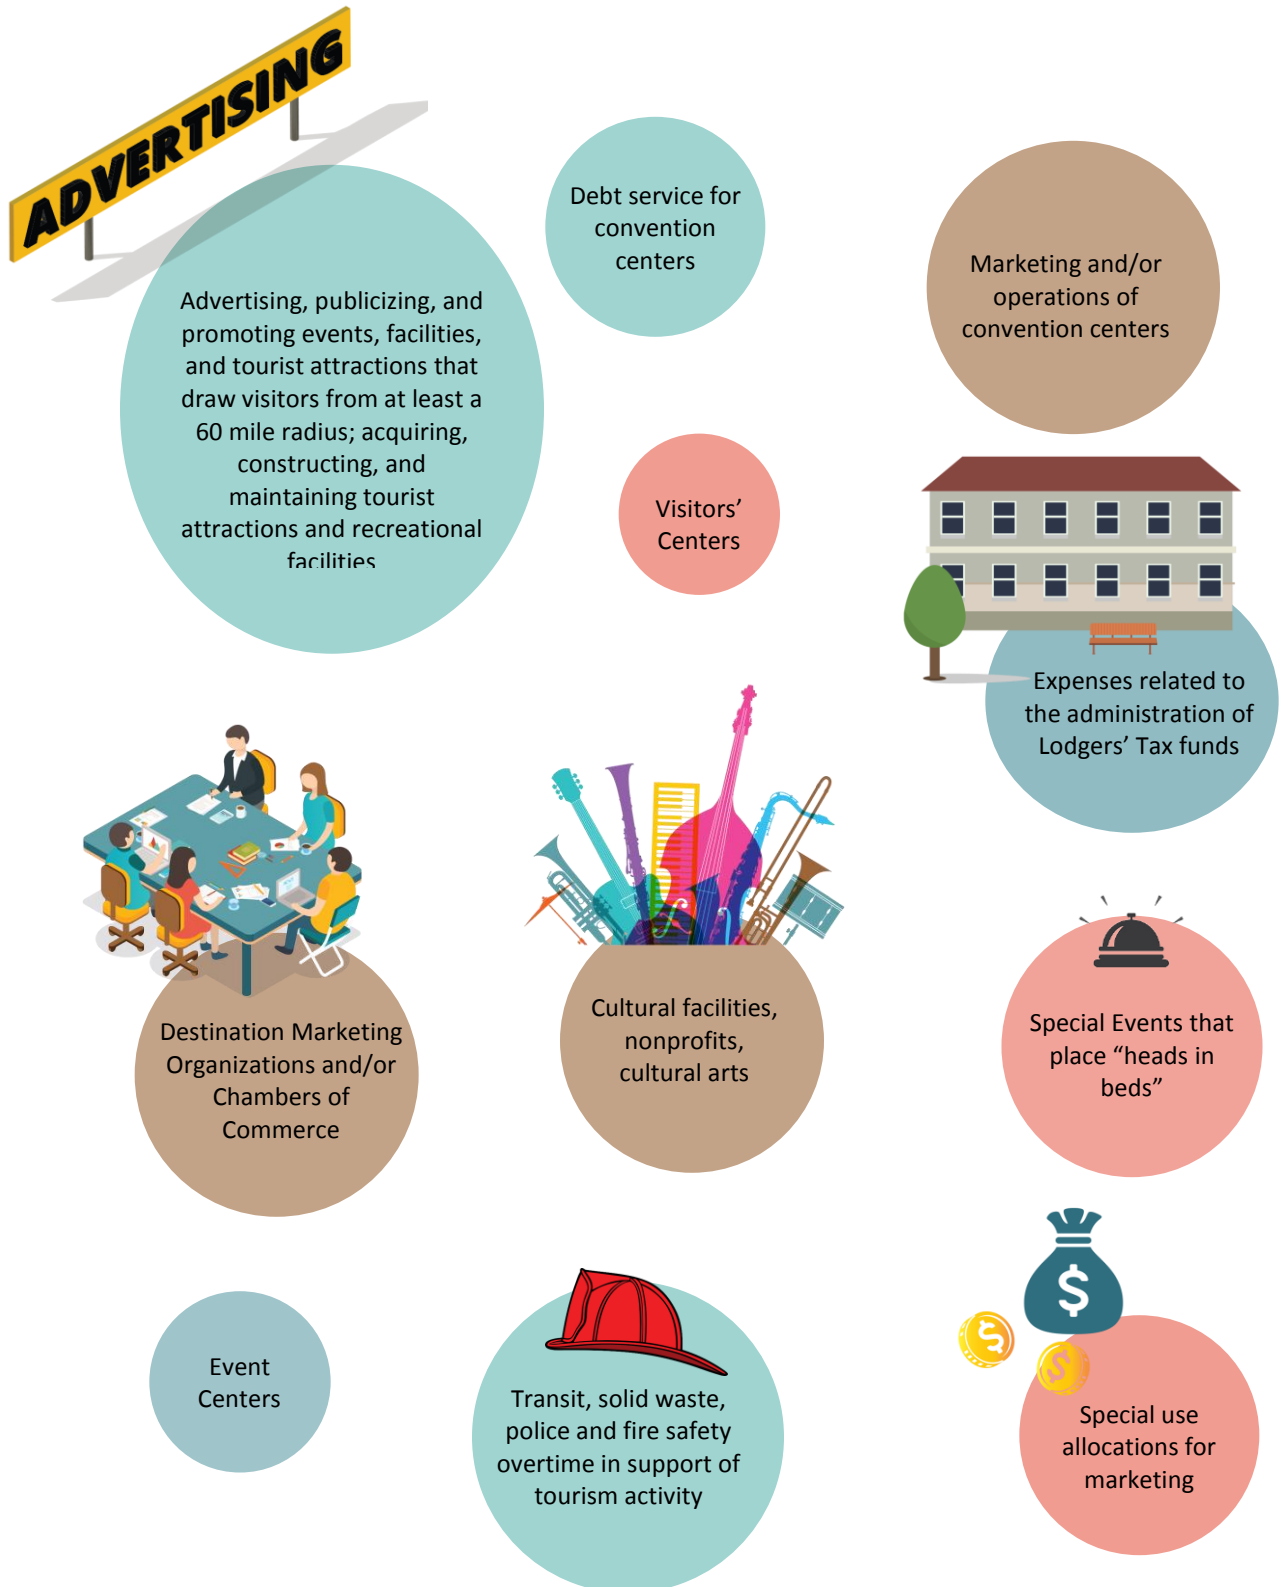 ADVERTISING
Debt service for
convention
centers
Marketing and/or
operations of
convention centers
Advertising, publicizing, and
promoting events, facilities,
and tourist attractions that
draw visitors from at least a
60 mile radius; acquiring,
constructing, and
maintaining tourist
attractions and recreational
facilities
Visitors’
Centers
Expenses related to
the administration of
Lodgers’ Tax funds
Destination Marketing
Organizations and/or
Chambers of
Commerce
Cultural facilities,
nonprofits,
cultural arts
Special Events that
place “heads in
beds”
$
$
$
Event
Centers
Transit, solid waste,
police and fire safety
overtime in support of
tourism activity
Special use
allocations for
marketing